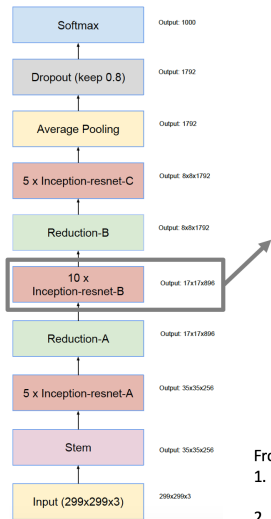 Softmax
Output: 1000
Dropout (keep 0.8)
Output: 1792
Average Pooling
Output: 1792
5 x Inception-resnet-C
Output: 8x8x1792
Reduction-B
Output: 8x8x1792
10 x
Inception-resnet-B
Output: 17x17x896
Reduction-A
Output: 17x17x896
5 x Inception-resnet-A
Output: 35x35x256
Stem
Output: 35x35x256
Input (299x299x3)
299x299x3
Fro
1.
2